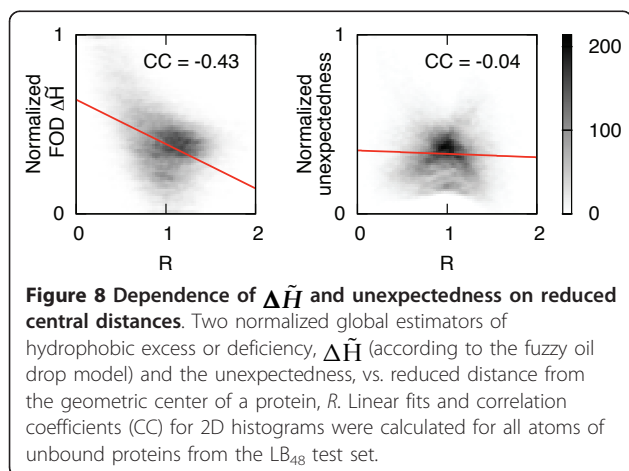 1
CC = -0.43
Normalized
FOD ΔH̃
0
0
1
2
R
1
CC = -0.04
Normalized
unexpectedness
0
0
1
2
R
200
100
0
Figure 8 Dependence of ΔH̃ and unexpectedness on reduced
central distances. Two normalized global estimators of
hydrophobic excess or deficiency, ΔH̃ (according to the fuzzy oil
drop model) and the unexpectedness, vs. reduced distance from
the geometric center of a protein, R. Linear fits and correlation
coefficients (CC) for 2D histograms were calculated for all atoms of
unbound proteins from the LB₄₈ test set.